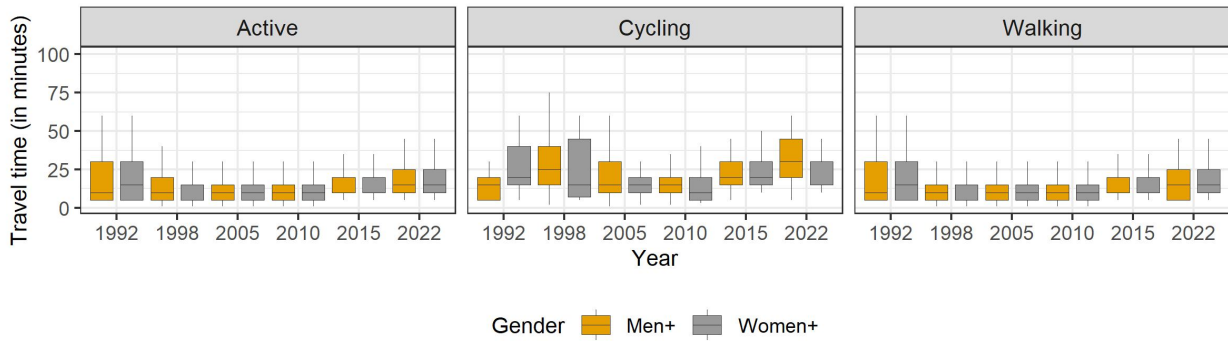 Active Cycling Walking
Travel time (in minutes)
100
75
50
25
0
1992 1998 2005 2010 2015 2022 1992 1998 2005 2010 2015 2022 1992 1998 2005 2010 2015 2022
Year
Gender Men+ Women+